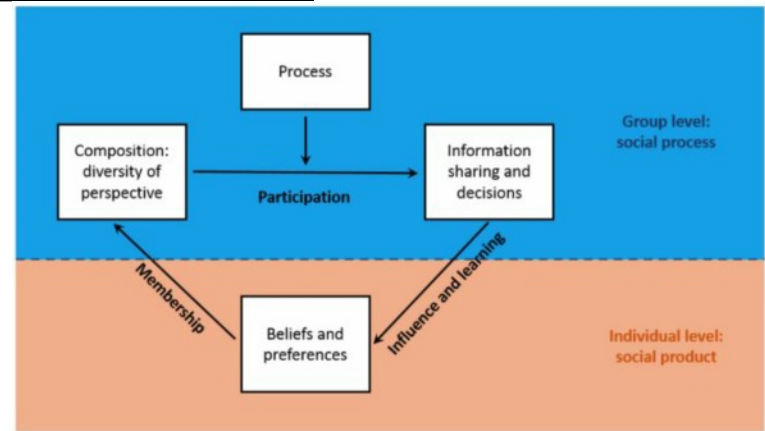 Process
Group level:
social process
Composition:
diversity of
perspective
Information
sharing and
decisions
Participation
Membership
Influence and learning
Beliefs and
preferences
Individual level:
social product